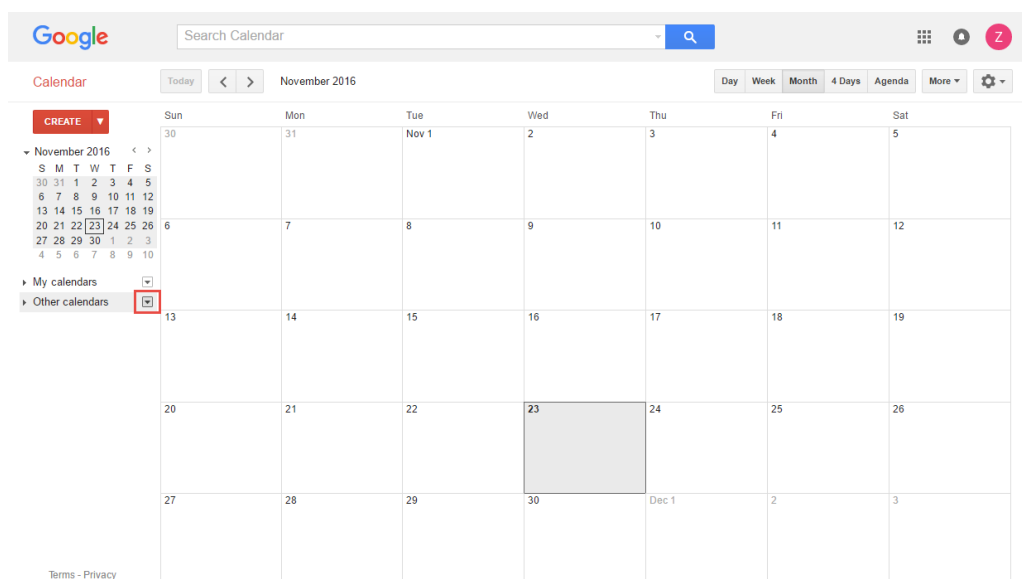 Google Search Calendar Z
Calendar Today November 2016 Day Week Month 4 Days Agenda More
CREATE
November 2016
S M T W T F S
30 31 1 2 3 4 5
6 7 8 9 10 11 12
13 14 15 16 17 18 19
20 21 22 23 24 25 26
27 28 29 30 1 2 3
4 5 6 7 8 9 10
My calendars
Other calendars
Sun Mon Tue Wed Thu Fri Sat
30 31 Nov 1 2 3 4 5
6 7 8 9 10 11 12
13 14 15 16 17 18 19
20 21 22 23 24 25 26
27 28 29 30 Dec 1 2 3
Terms - Privacy